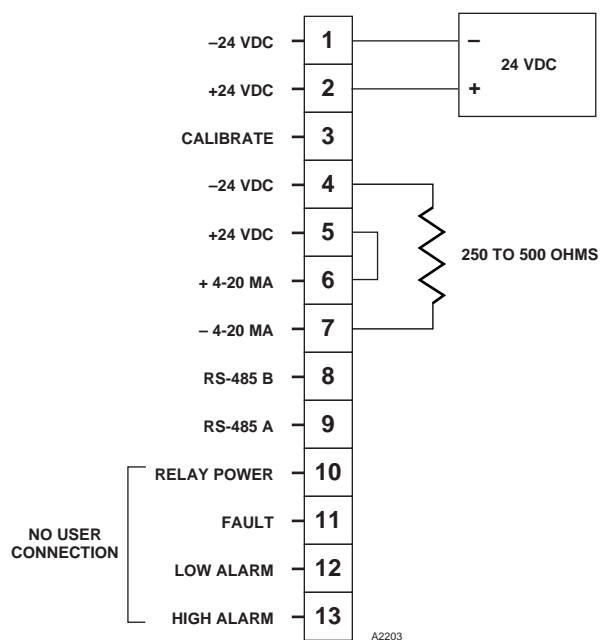 –24 VDC 1 – 24 VDC
+24 VDC 2 +
CALIBRATE 3
–24 VDC 4
+24 VDC 5
250 TO 500 OHMS
+ 4-20 MA 6
– 4-20 MA 7
RS-485 B 8
RS-485 A 9
RELAY POWER 10
FAULT 11
NO USER
CONNECTION
LOW ALARM 12
HIGH ALARM 13
A2203